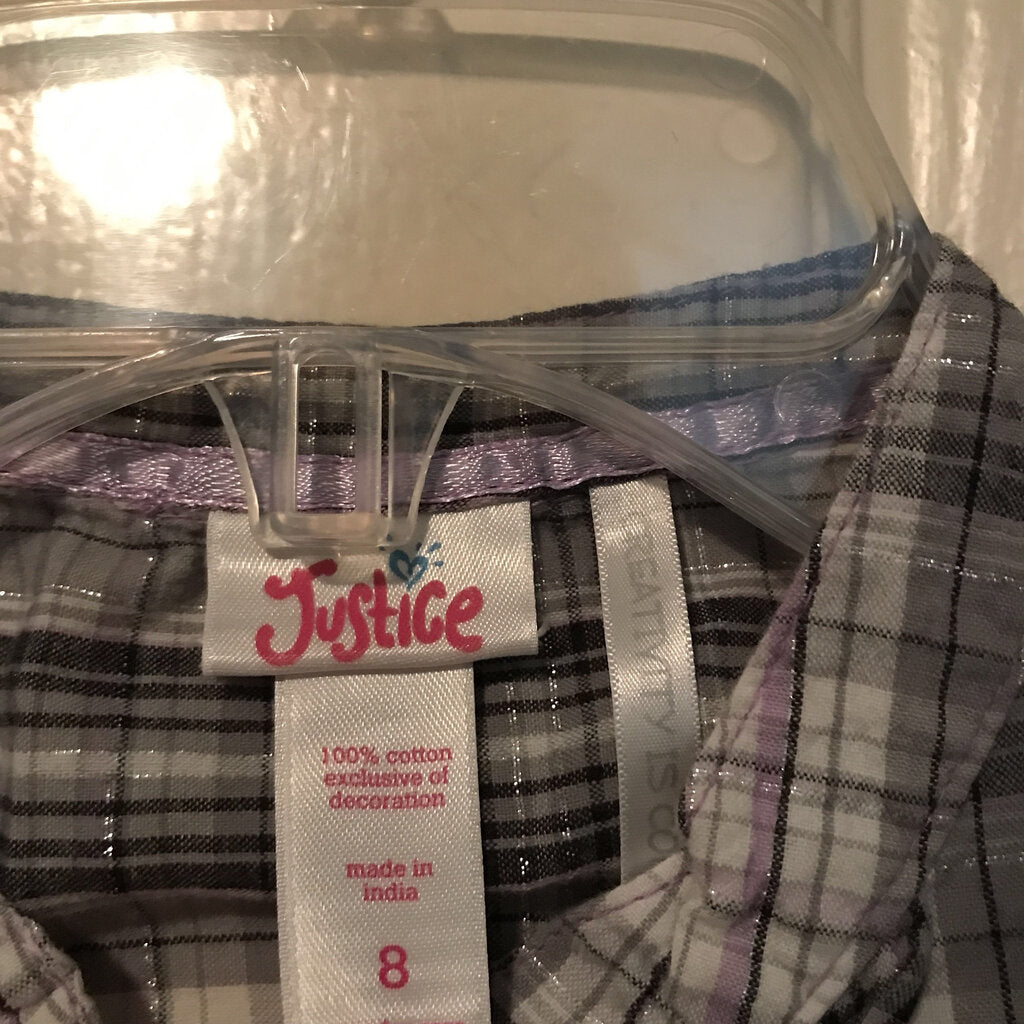 Justice
100% cotton
exclusive of
decoration
made in
india
8